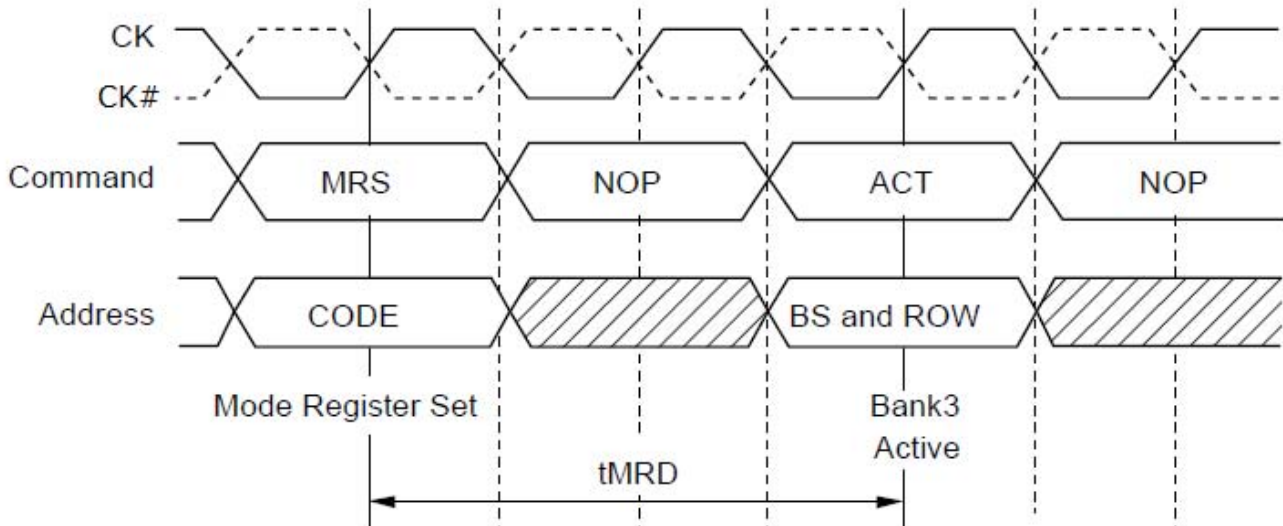 CK
CK#
Command MRS NOP ACT NOP
Address CODE BS and ROW
Mode Register Set Bank3
Active
tMRD